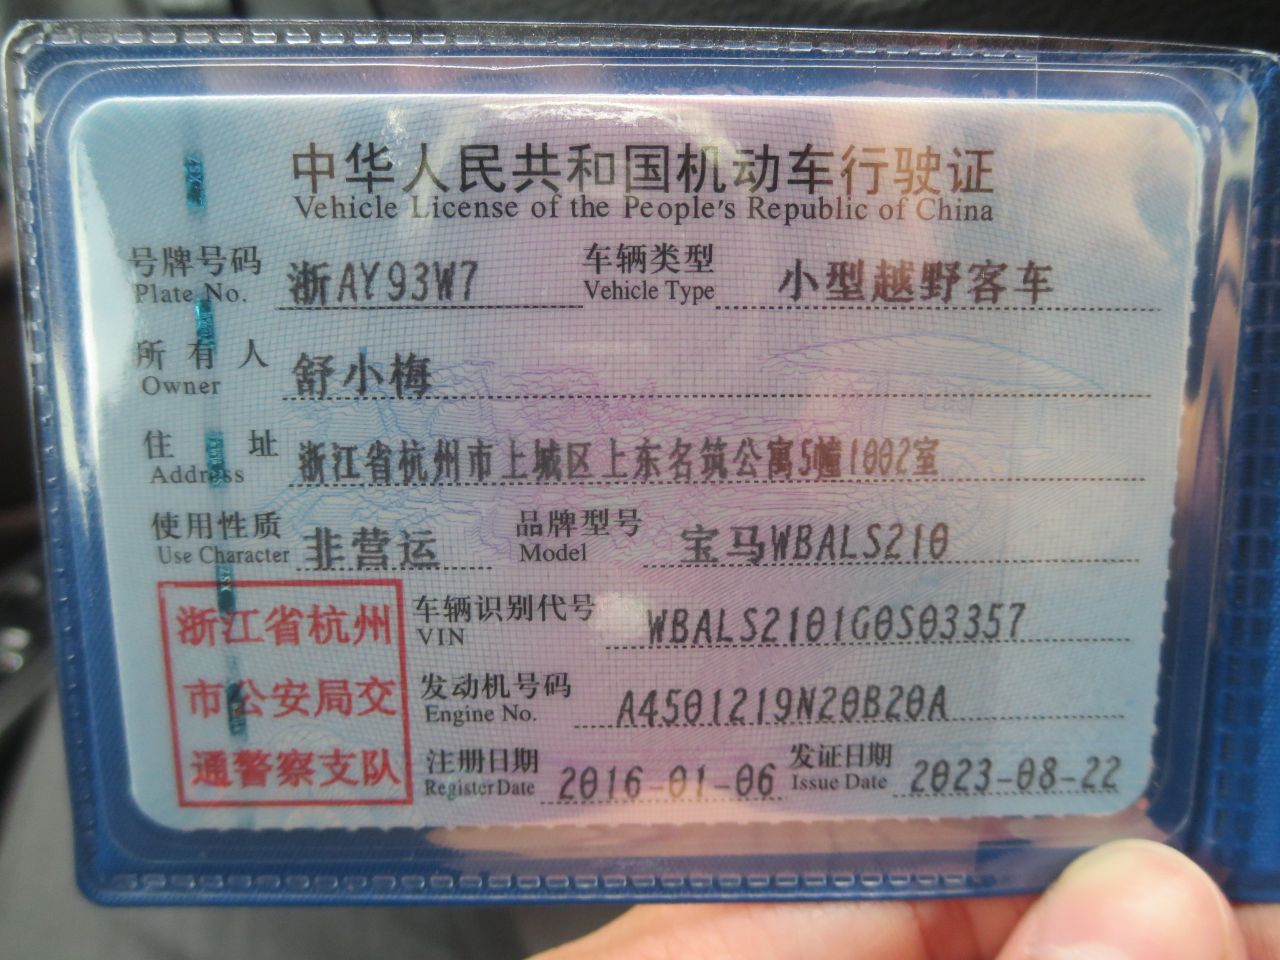 中华人民共和国机动车行驶证
Vehicle License of the People's Republic of China
号牌号码 浙AY93W7 车辆类型 小型越野客车
Plate No. Vehicle Type
所有人 舒小梅
Owner
住址 浙江省杭州市上城区上东名筑公寓5幢1002室
Address
使用性质 非营运 品牌型号 宝马WBALS210
Use Character Model
浙江省杭州
市公安局交
通警察支队
车辆识别代号 WBALS2101G0S03357
VIN
发动机号码 A4501219N20B20A
Engine No.
注册日期 2016-01-06 发证日期 2023-08-22
Register Date Issue Date